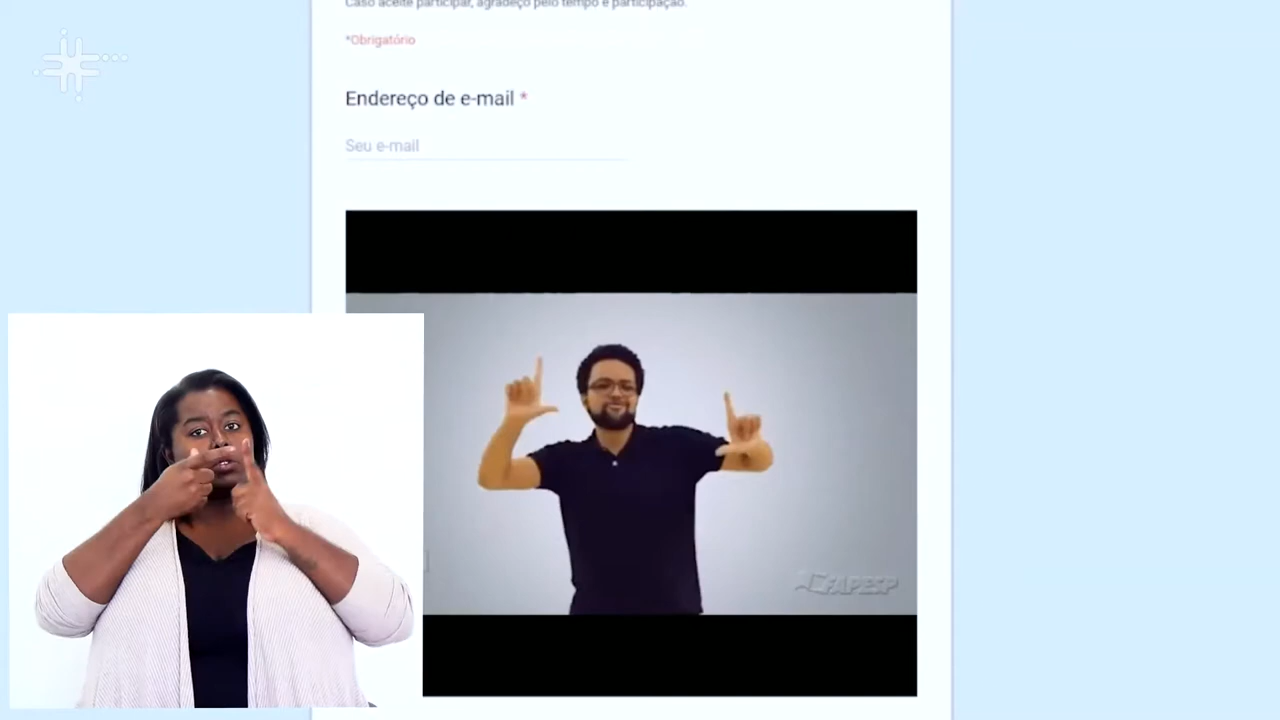 Caso aceite participar, agradeço pelo tempo e participação.
*Obrigatório
Endereço de e-mail *
Seu e-mail
FAPESP